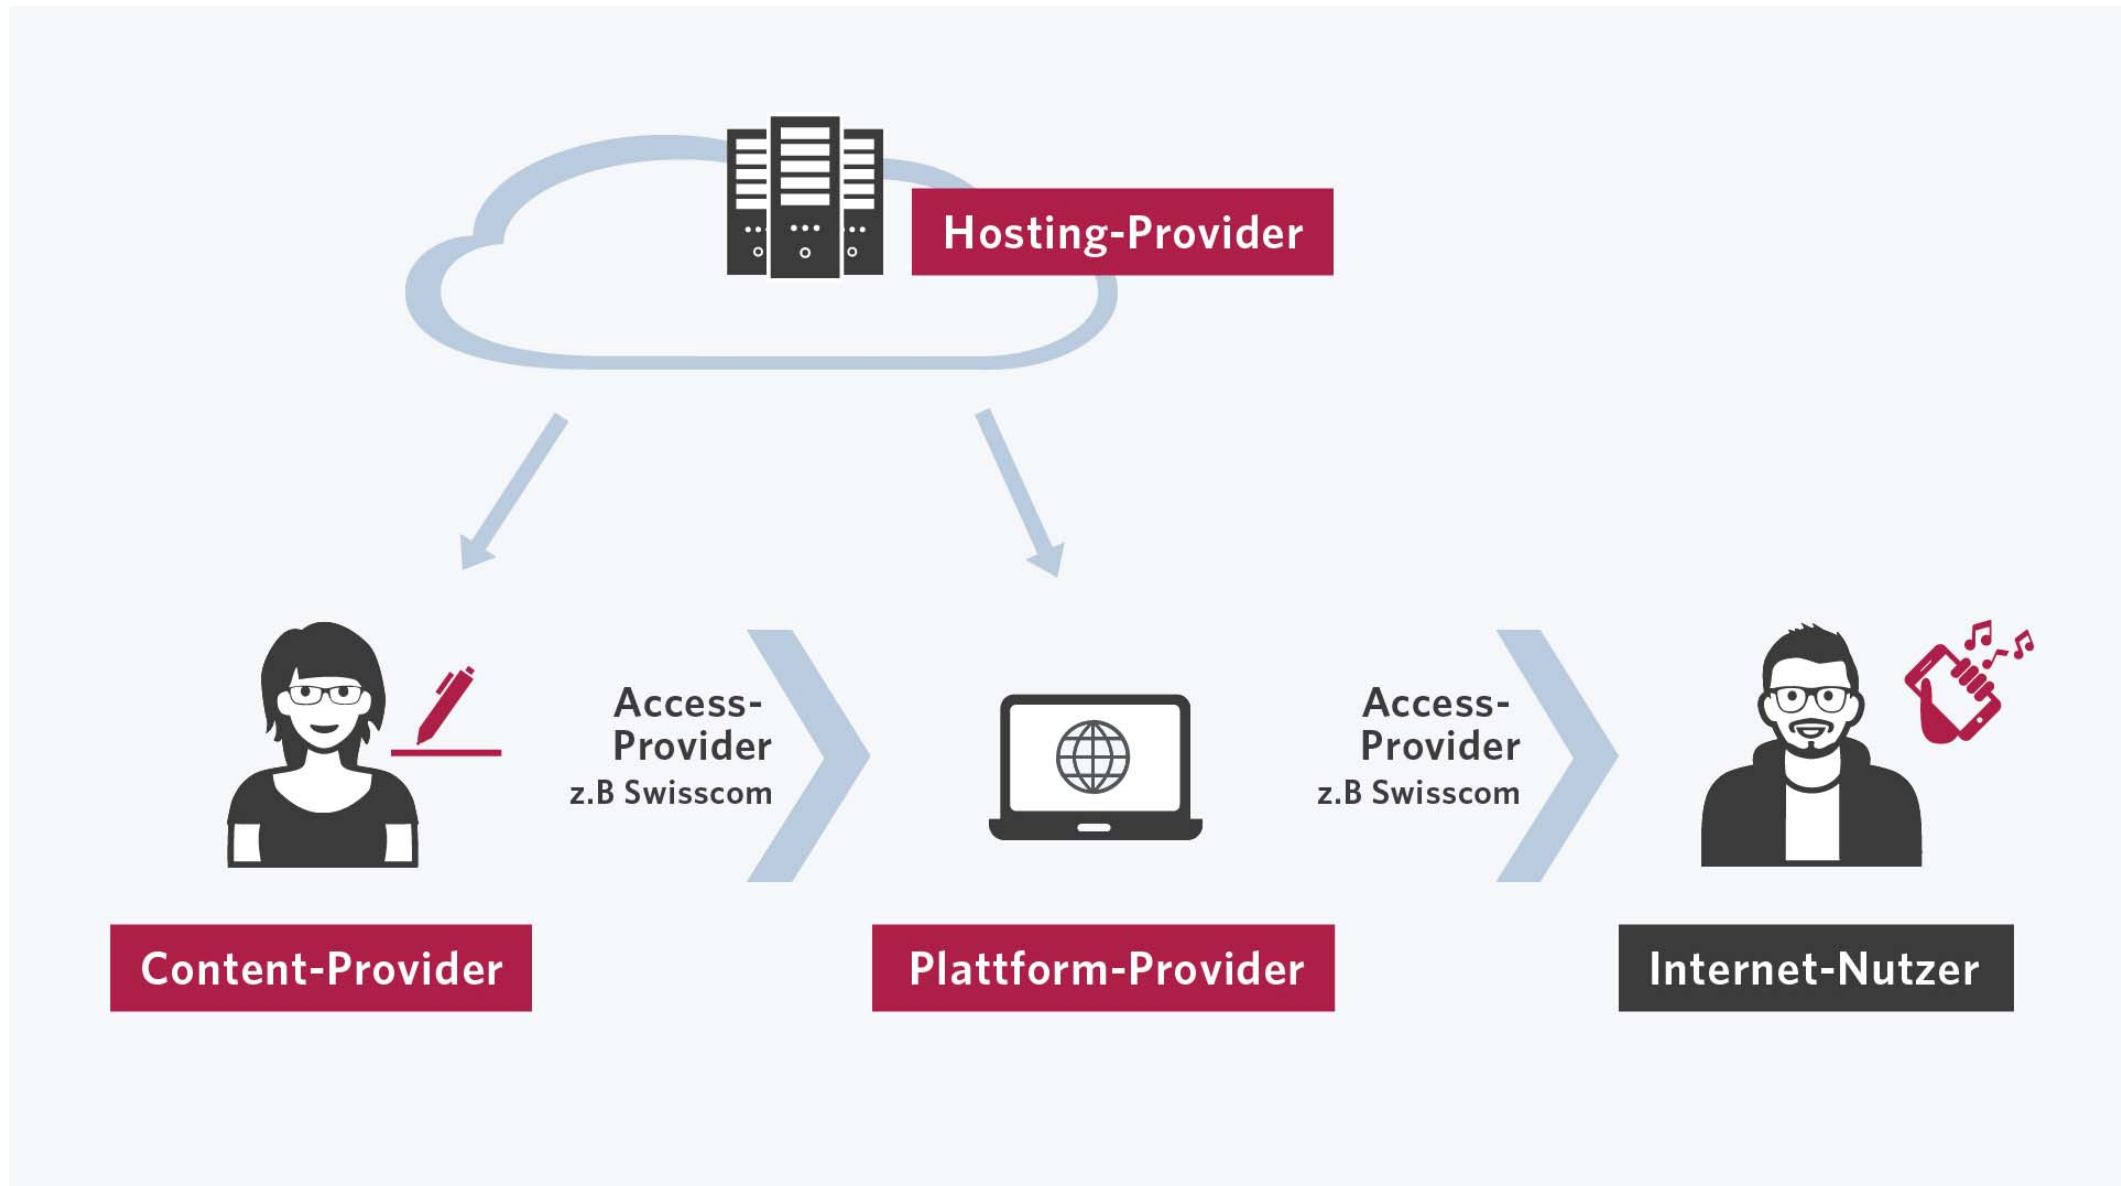 Hosting-Provider
Access-
Provider
z.B Swisscom
Access-
Provider
z.B Swisscom
Content-Provider
Plattform-Provider
Internet-Nutzer